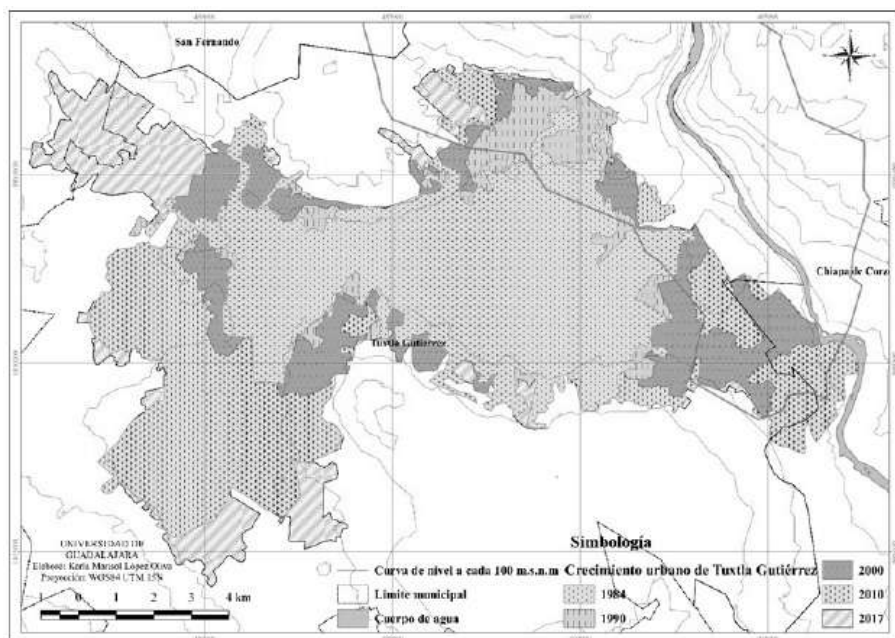 San Fernando
Chiapa de Corzo
Tuxtla Gutiérrez
UNIVERSIDAD DE
GUADALAJARA
Elaboró: Karla Marisol López Oliva
Proyección: WGS84 UTM 15N
1 0 1 2 3 4 km
Simbología
Curva de nivel a cada 100 m.s.n.m
Limite municipal
Cuerpo de agua
Crecimiento urbano de Tuxtla Gutiérrez
1984
1990
2000
2010
2017